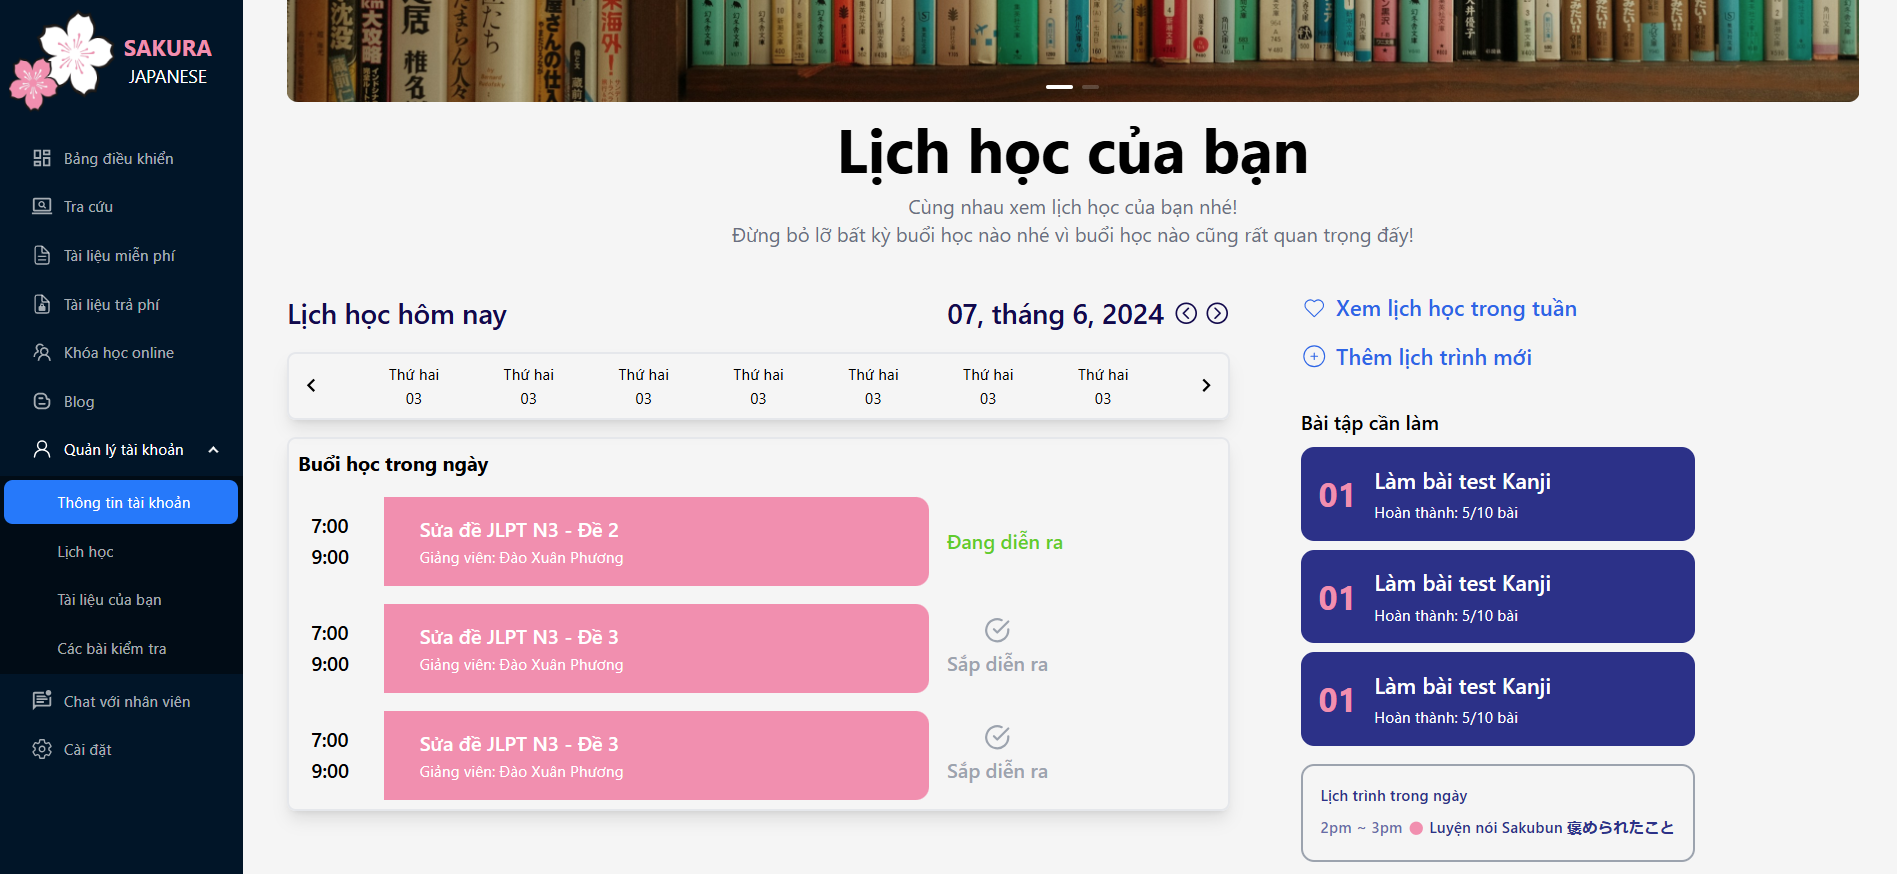 SAKURA
JAPANESE
Bảng điều khiển
Tra cứu
Tài liệu miễn phí
Tài liệu trả phí
Khóa học online
Blog
Quản lý tài khoản
Thông tin tài khoản
Lịch học
Tài liệu của bạn
Các bài kiểm tra
Chat với nhân viên
Cài đặt
Lịch học của bạn
Cùng nhau xem lịch học của bạn nhé!
Đừng bỏ lỡ bất kỳ buổi học nào nhé vì buổi học nào cũng rất quan trọng đấy!
Lịch học hôm nay
07, tháng 6, 2024
Thứ hai Thứ hai Thứ hai Thứ hai Thứ hai Thứ hai Thứ hai
03 03 03 03 03 03 03
Buổi học trong ngày
7:00
9:00
Sửa đề JLPT N3 - Đề 2
Giảng viên: Đào Xuân Phương
Đang diễn ra
7:00
9:00
Sửa đề JLPT N3 - Đề 3
Giảng viên: Đào Xuân Phương
Sắp diễn ra
7:00
9:00
Sửa đề JLPT N3 - Đề 3
Giảng viên: Đào Xuân Phương
Sắp diễn ra
Xem lịch học trong tuần
Thêm lịch trình mới
Bài tập cần làm
01
Làm bài test Kanji
Hoàn thành: 5/10 bài
01
Làm bài test Kanji
Hoàn thành: 5/10 bài
01
Làm bài test Kanji
Hoàn thành: 5/10 bài
Lịch trình trong ngày
2pm ~ 3pm Luyện nói Sakubun 褒められたこと